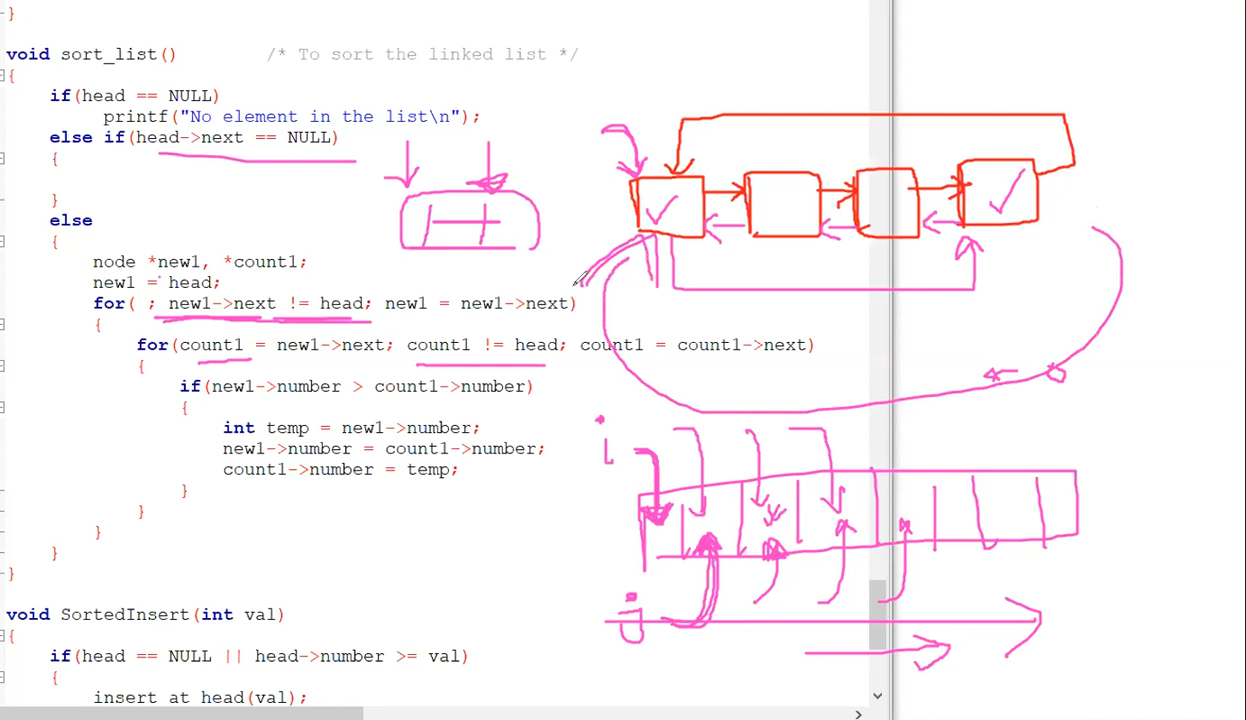 }
void sort_list()          /* To sort the linked list */
{
    if(head == NULL)
         printf("No element in the list\n");
    else if(head->next == NULL)
    {
    }
    else
    {
        node *new1, *count1;
        new1 = head;
        for( ; new1->next != head; new1 = new1->next)
        {
            for(count1 = new1->next; count1 != head; count1 = count1->next)
            {
                if(new1->number > count1->number)
                {
                    int temp = new1->number;
                    new1->number = count1->number;
                    count1->number = temp;
                }
            }
        }
    }
}
void SortedInsert(int val)
{
    if(head == NULL || head->number >= val)
    {
        insert_at_head(val);
i
j